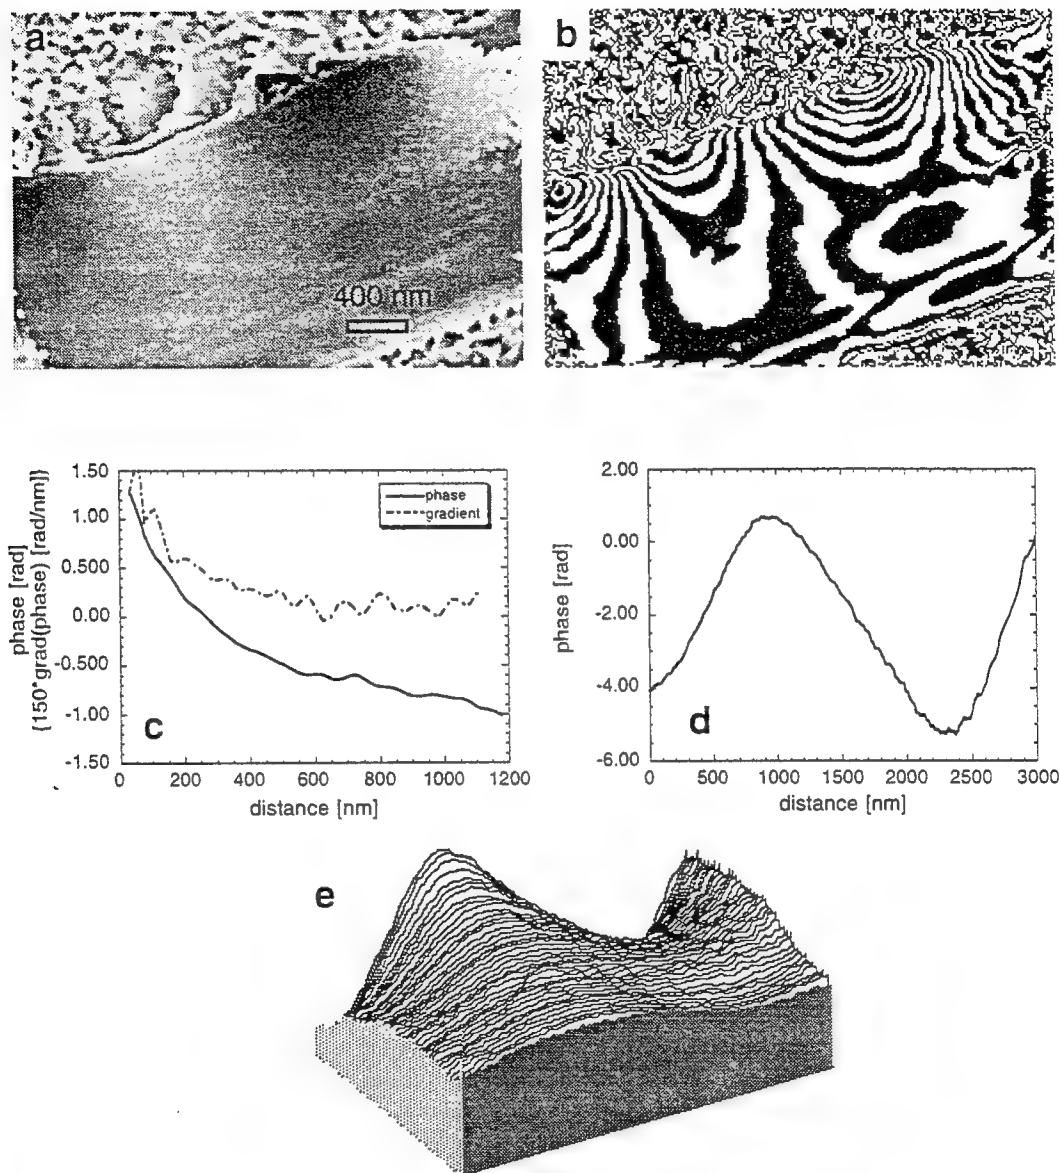 a
b
400 nm
phase [rad]
{150*grad(phase) [rad/nm]}
1.50
1.00
0.500
0.00
-0.500
-1.00
-1.50
phase
gradient
c
0 200 400 600 800 1000 1200
distance [nm]
phase [rad]
2.00
0.00
-2.00
-4.00
-6.00
d
0 500 1000 1500 2000 2500 3000
distance [nm]
e